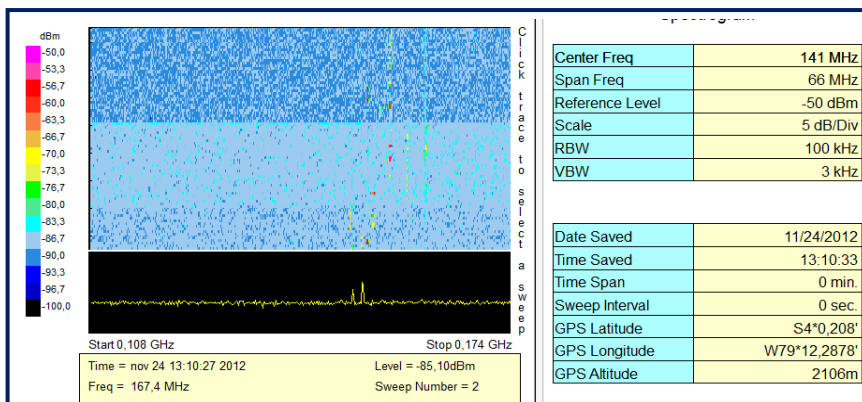 dBm
-50,0
-53,3
-56,7
-60,0
-63,3
-66,7
-70,0
-73,3
-76,7
-80,0
-83,3
-86,7
-90,0
-93,3
-96,7
-100,0
Click trace to select a sweep
Start 0,108 GHz
Stop 0,174 GHz
Time = nov 24 13:10:27 2012
Level = -85,10dBm
Freq = 167,4 MHz
Sweep Number = 2
Spectrogram
Center Freq 141 MHz
Span Freq 66 MHz
Reference Level -50 dBm
Scale 5 dB/Div
RBW 100 kHz
VBW 3 kHz
Date Saved 11/24/2012
Time Saved 13:10:33
Time Span 0 min.
Sweep Interval 0 sec.
GPS Latitude S4*0,208'
GPS Longitude W79*12,2878'
GPS Altitude 2106m